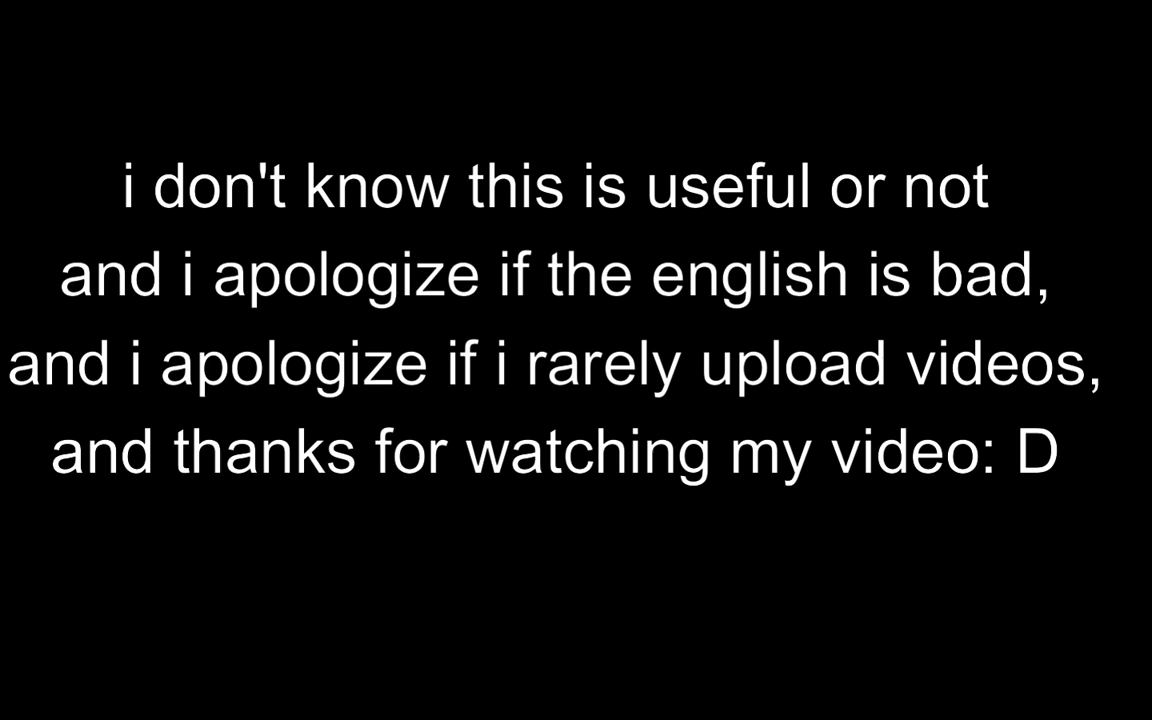 i don't know this is useful or not
and i apologize if the english is bad,
and i apologize if i rarely upload videos,
and thanks for watching my video: D